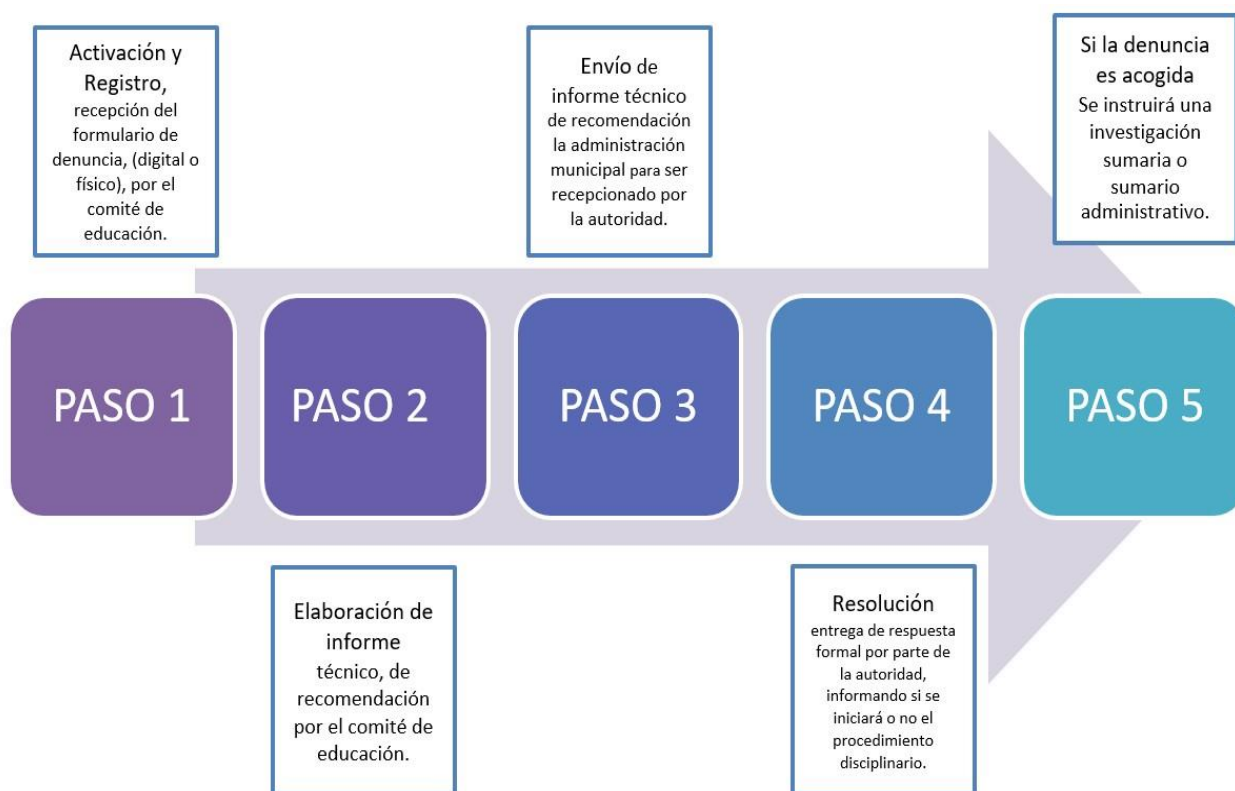 Activación y
Registro,
recepción del
formulario de
denuncia, (digital o
físico), por el
comité de
educación.
Envío de
informe técnico
de recomendación
la administración
municipal para ser
recepcionado por
la autoridad.
Si la denuncia
es acogida
Se instruirá una
investigación
sumaria o
sumario
administrativo.
PASO 1
PASO 2
PASO 3
PASO 4
PASO 5
Elaboración de
informe
técnico, de
recomendación
por el comité de
educación.
Resolución
entrega de respuesta
formal por parte de
la autoridad,
informando si se
iniciará o no el
procedimiento
disciplinario.